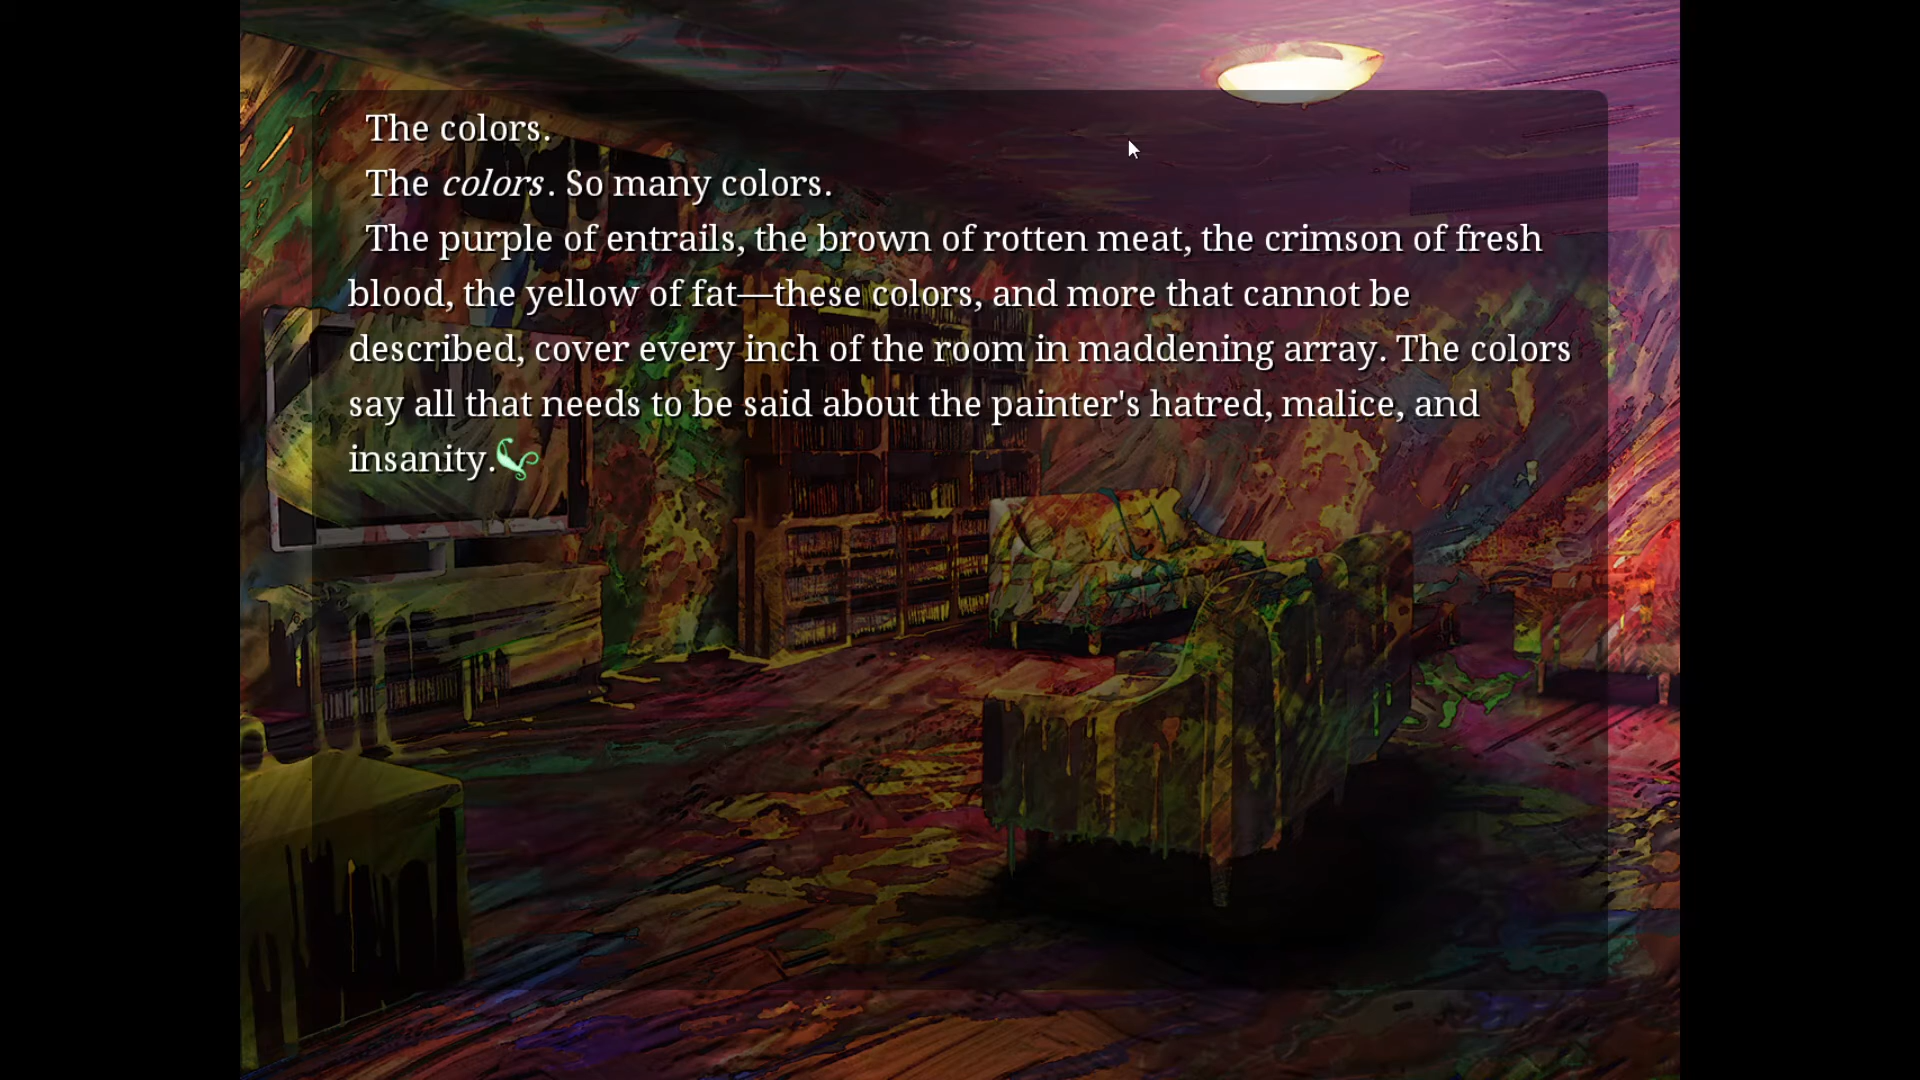 The colors.
The colors. So many colors.
The purple of entrails, the brown of rotten meat, the crimson of fresh
blood, the yellow of fat—these colors, and more that cannot be
described, cover every inch of the room in maddening array. The colors
say all that needs to be said about the painter's hatred, malice, and
insanity.